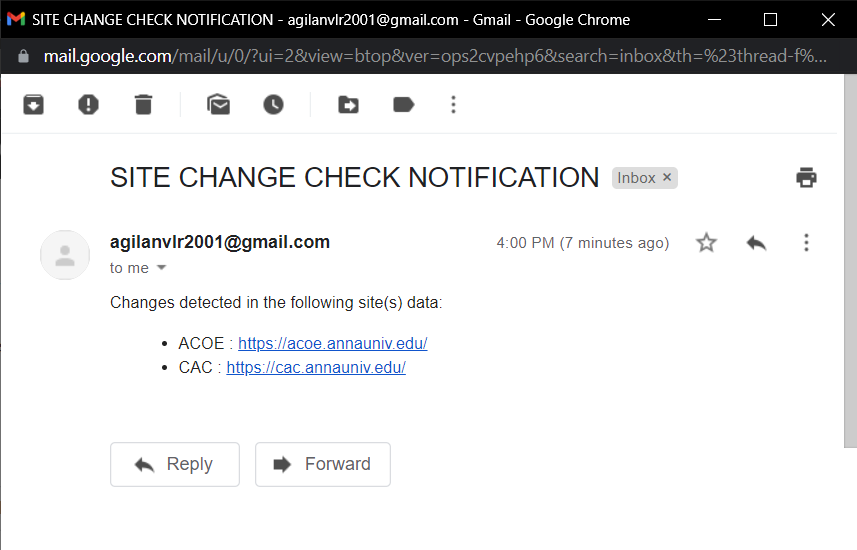 SITE CHANGE CHECK NOTIFICATION - agilanvlr2001@gmail.com - Gmail - Google Chrome
mail.google.com/mail/u/0/?ui=2&view=btop&ver=ops2cvpehp6&search=inbox&th=%23thread-f%...
SITE CHANGE CHECK NOTIFICATION Inbox ×
agilanvlr2001@gmail.com 4:00 PM (7 minutes ago)
to me
Changes detected in the following site(s) data:
• ACOE : https://acoe.annauniv.edu/
• CAC : https://cac.annauniv.edu/
Reply Forward